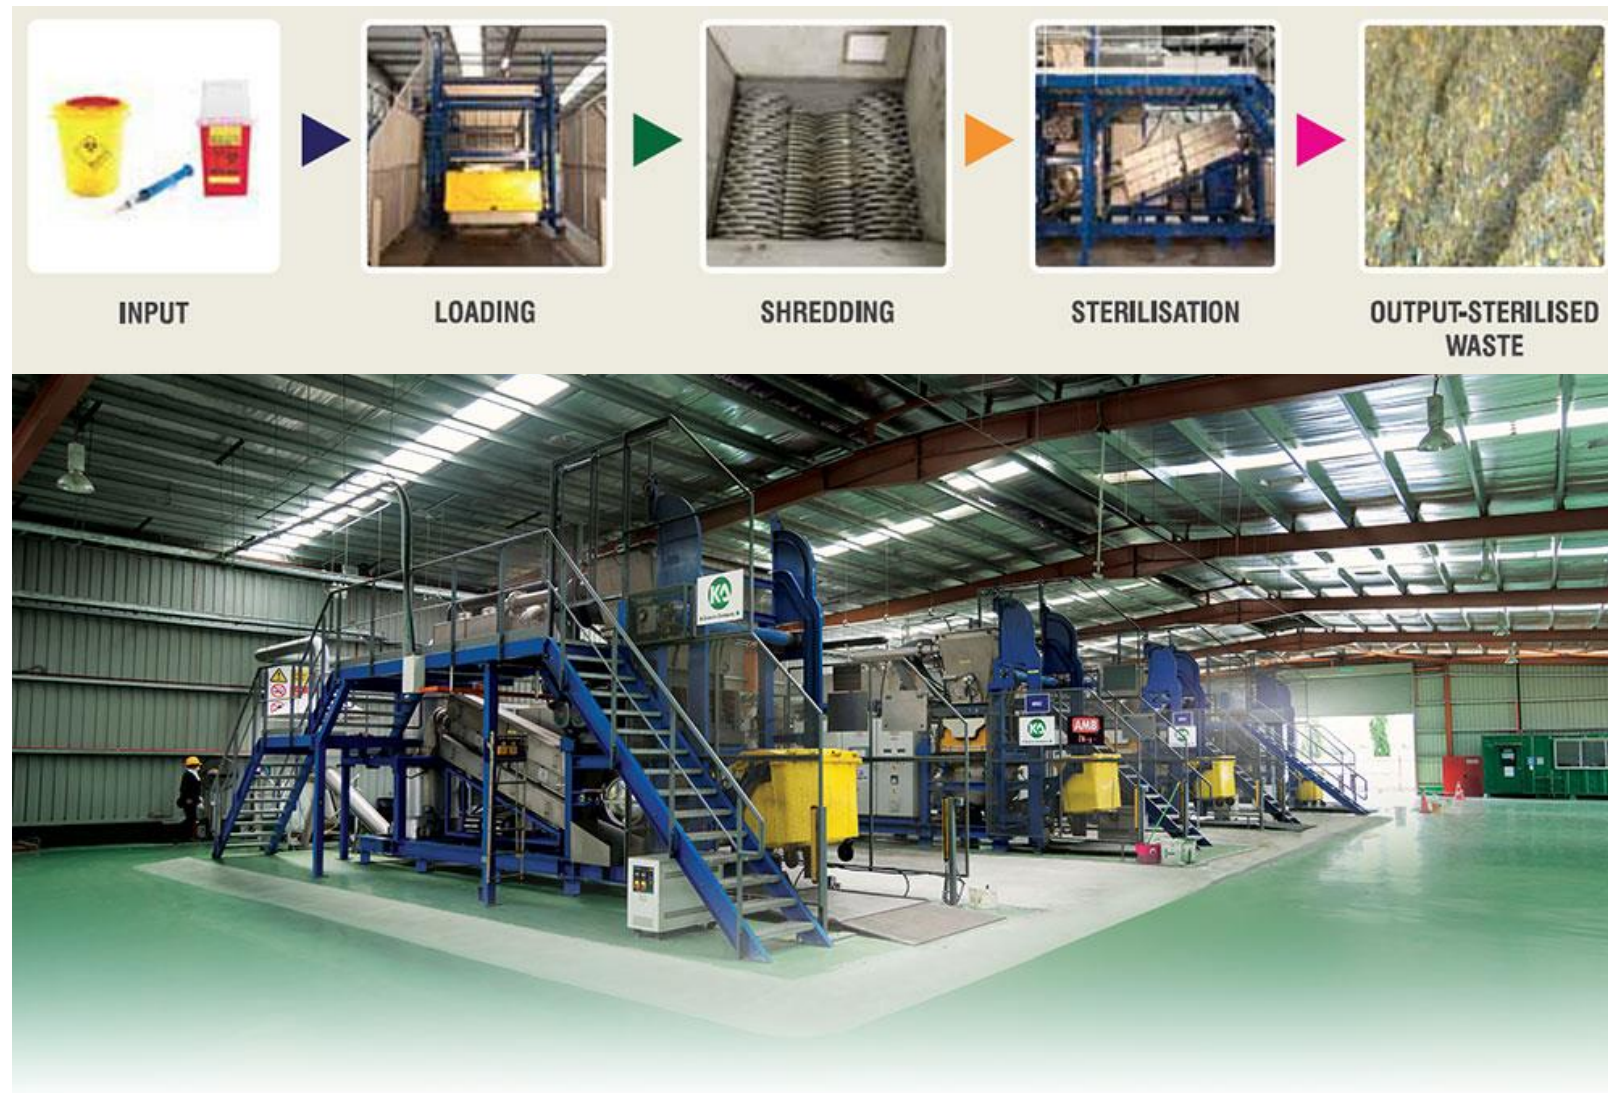 INPUT
LOADING
SHREDDING
STERILISATION
OUTPUT-STERILISED
WASTE
KA
KA
AMB